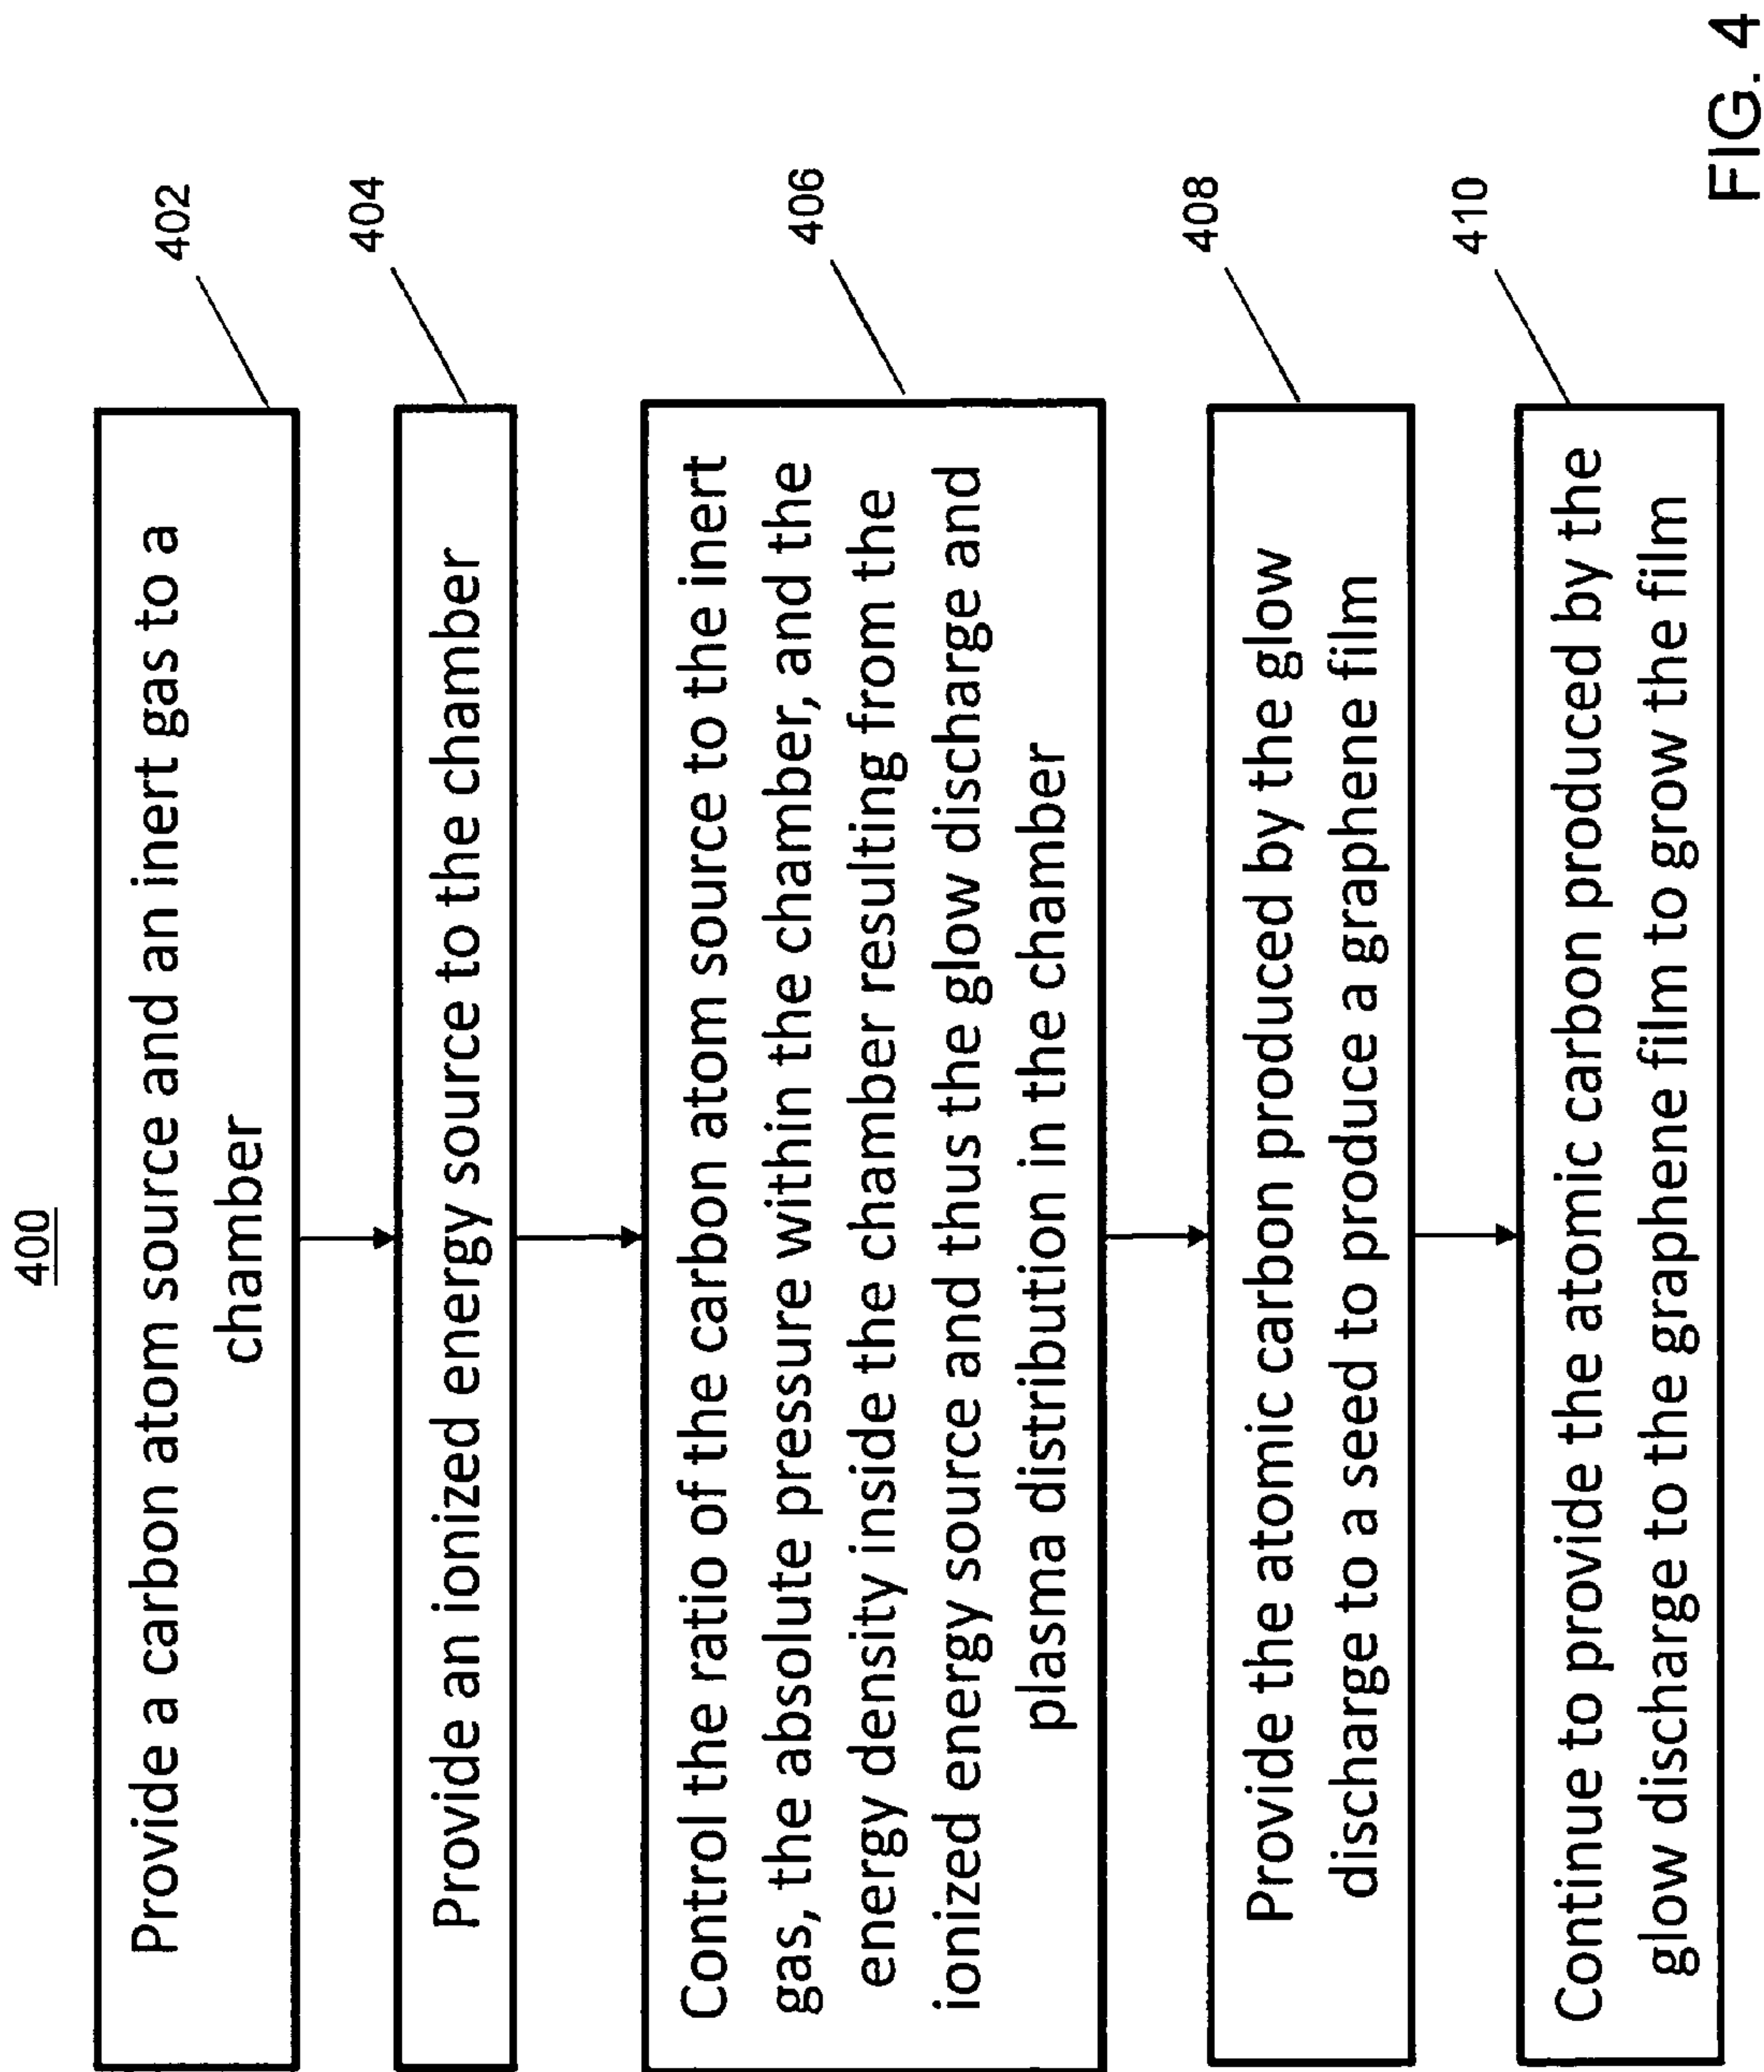 400
Provide a carbon atom source and an inert gas to a
chamber
402
Provide an ionized energy source to the chamber
404
Control the ratio of the carbon atom source to the inert
gas, the absolute pressure within the chamber, and the
energy density inside the chamber resulting from the
ionized energy source and thus the glow discharge and
plasma distribution in the chamber
406
Provide the atomic carbon produced by the glow
discharge to a seed to produce a graphene film
408
Continue to provide the atomic carbon produced by the
glow discharge to the graphene film to grow the film
410
FIG. 4